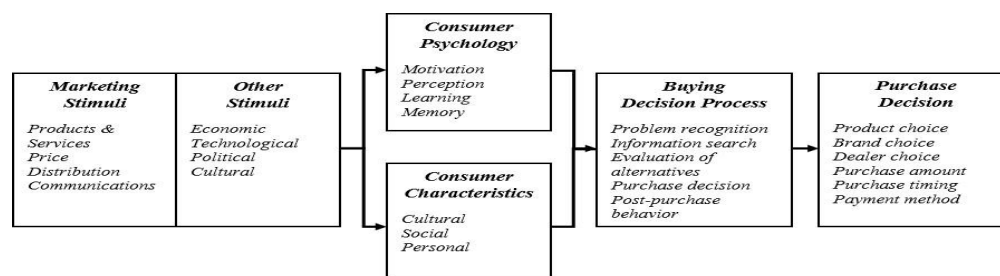 Marketing
Stimuli
Products &
Services
Price
Distribution
Communications
Other
Stimuli
Economic
Technological
Political
Cultural
Consumer
Psychology
Motivation
Perception
Learning
Memory
Consumer
Characteristics
Cultural
Social
Personal
Buying
Decision Process
Problem recognition
Information search
Evaluation of
alternatives
Purchase decision
Post-purchase
behavior
Purchase
Decision
Product choice
Brand choice
Dealer choice
Purchase amount
Purchase timing
Payment method